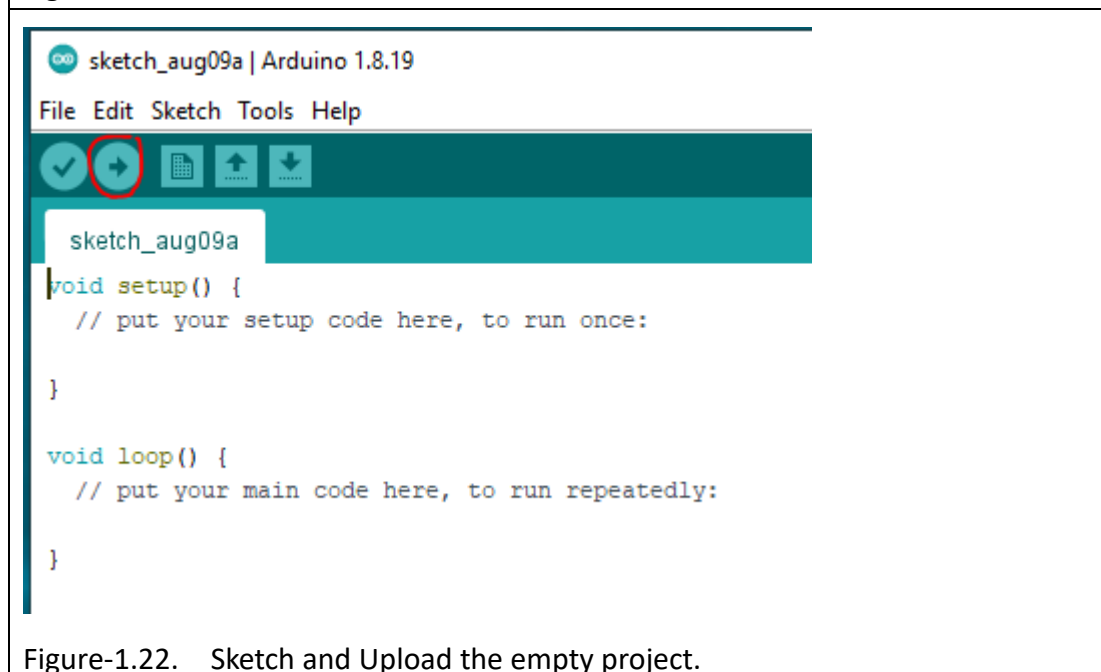 sketch_aug09a | Arduino 1.8.19
File Edit Sketch Tools Help
sketch_aug09a
void setup() {
  // put your setup code here, to run once:
}
void loop() {
  // put your main code here, to run repeatedly:
}
Figure-1.22. Sketch and Upload the empty project.